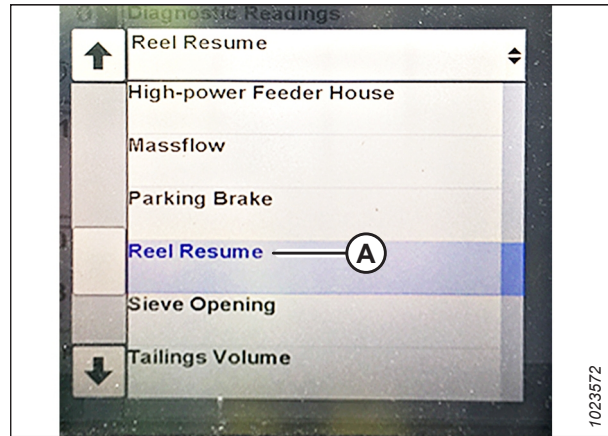 Diagnostic Readings
Reel Resume
High-power Feeder House
Massflow
Parking Brake
Reel Resume
A
Sieve Opening
Tailings Volume
1023572